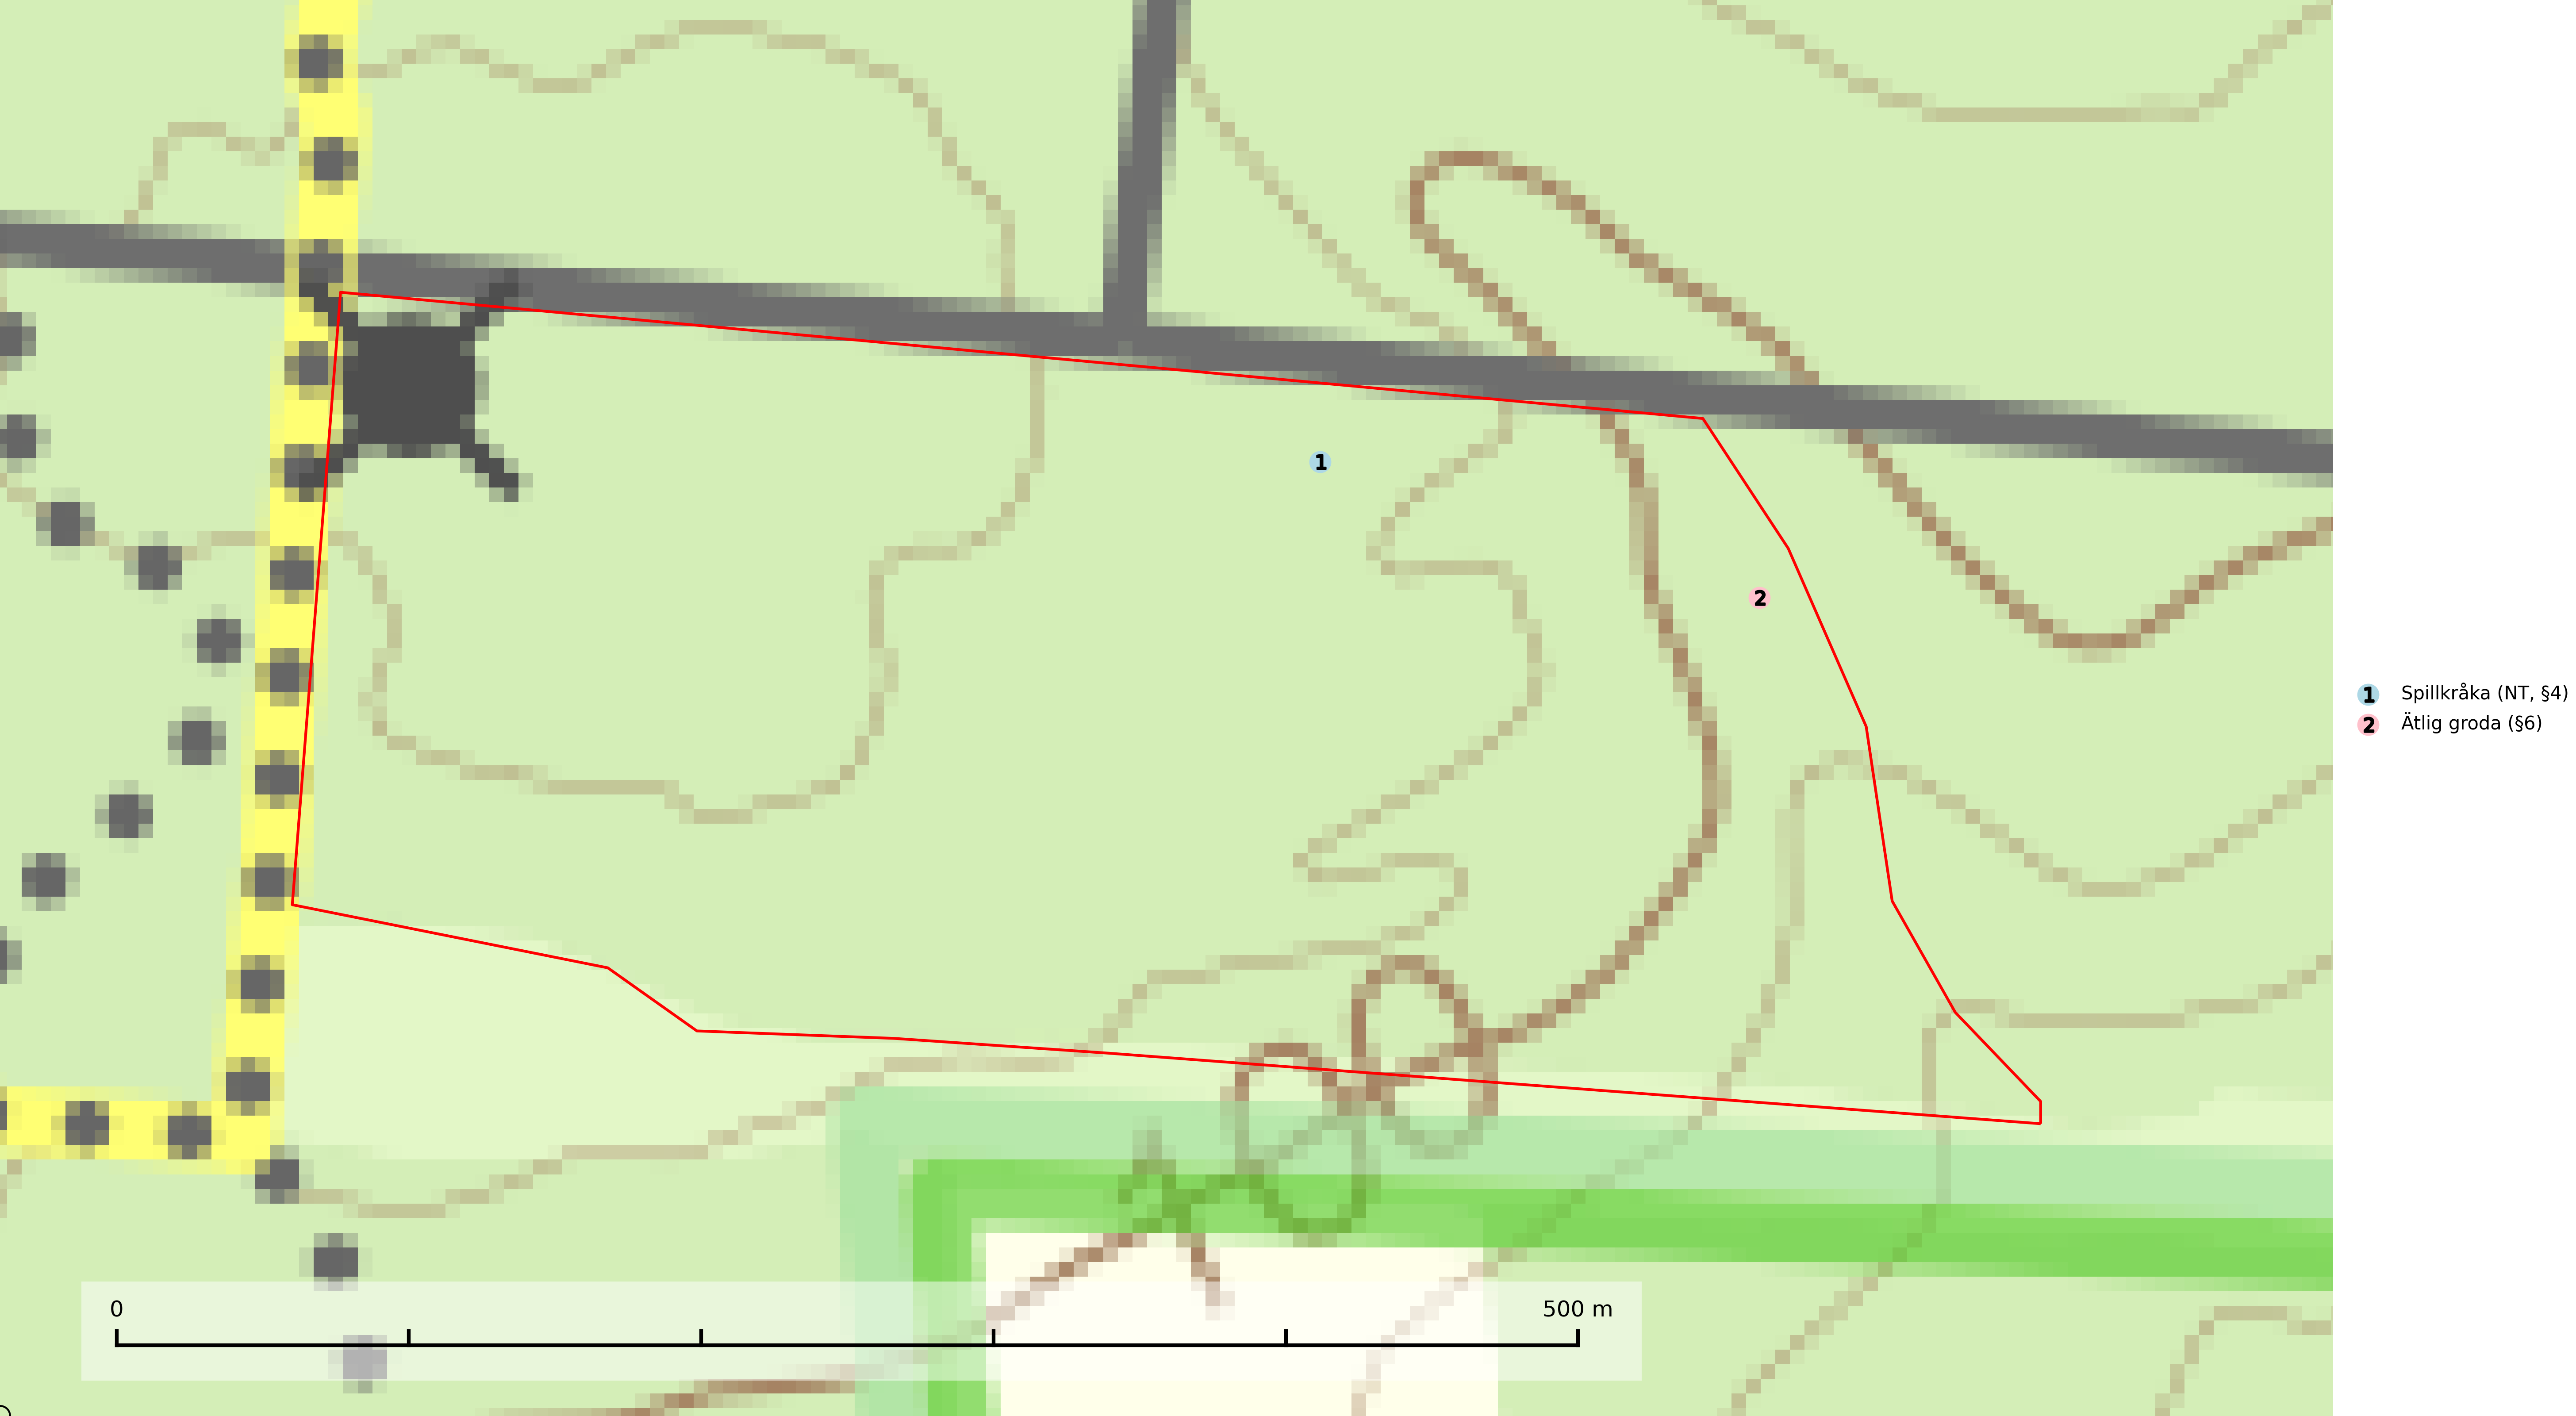 1
2
1 Spillkråka (NT, §4)
2 Ätlig groda (§6)
0 500 m